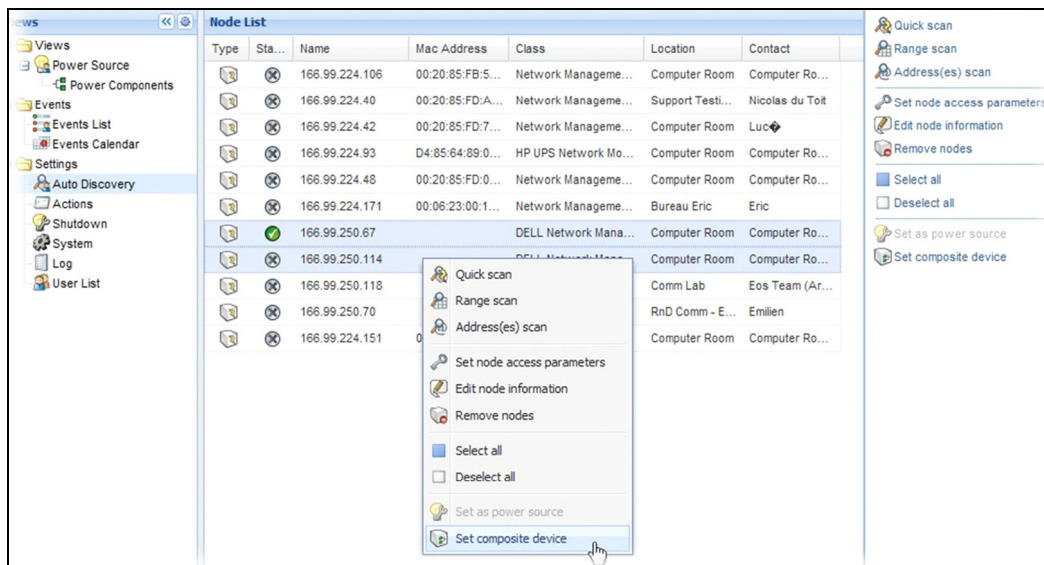 ews
Views
Power Source
Power Components
Events
Events List
Events Calendar
Settings
Auto Discovery
Actions
Shutdown
System
Log
User List
Node List
Type Sta... Name Mac Address Class Location Contact
166.99.224.106 00:20:85:FB:5... Network Manageme... Computer Room Computer Ro...
166.99.224.40 00:20:85:FD:A... Network Manageme... Support Testi... Nicolas du Toit
166.99.224.42 00:20:85:FD:7... Network Manageme... Computer Room Luc�
166.99.224.93 D4:85:64:89:0... HP UPS Network Mo... Computer Room Computer Ro...
166.99.224.48 00:20:85:FD:0... Network Manageme... Computer Room Computer Ro...
166.99.224.171 00:06:23:00:1... Network Manageme... Bureau Eric Eric
166.99.250.67 DELL Network Mana... Computer Room Computer Ro...
166.99.250.114 DELL Network Mana... Computer Room Computer Ro...
166.99.250.118 Comm Lab Eos Team (Ar...
166.99.250.70 RnD Comm - E... Emilien
166.99.224.151 0 Computer Room Computer Ro...
Quick scan
Range scan
Address(es) scan
Set node access parameters
Edit node information
Remove nodes
Select all
Deselect all
Set as power source
Set composite device
Quick scan
Range scan
Address(es) scan
Set node access parameters
Edit node information
Remove nodes
Select all
Deselect all
Set as power source
Set composite device